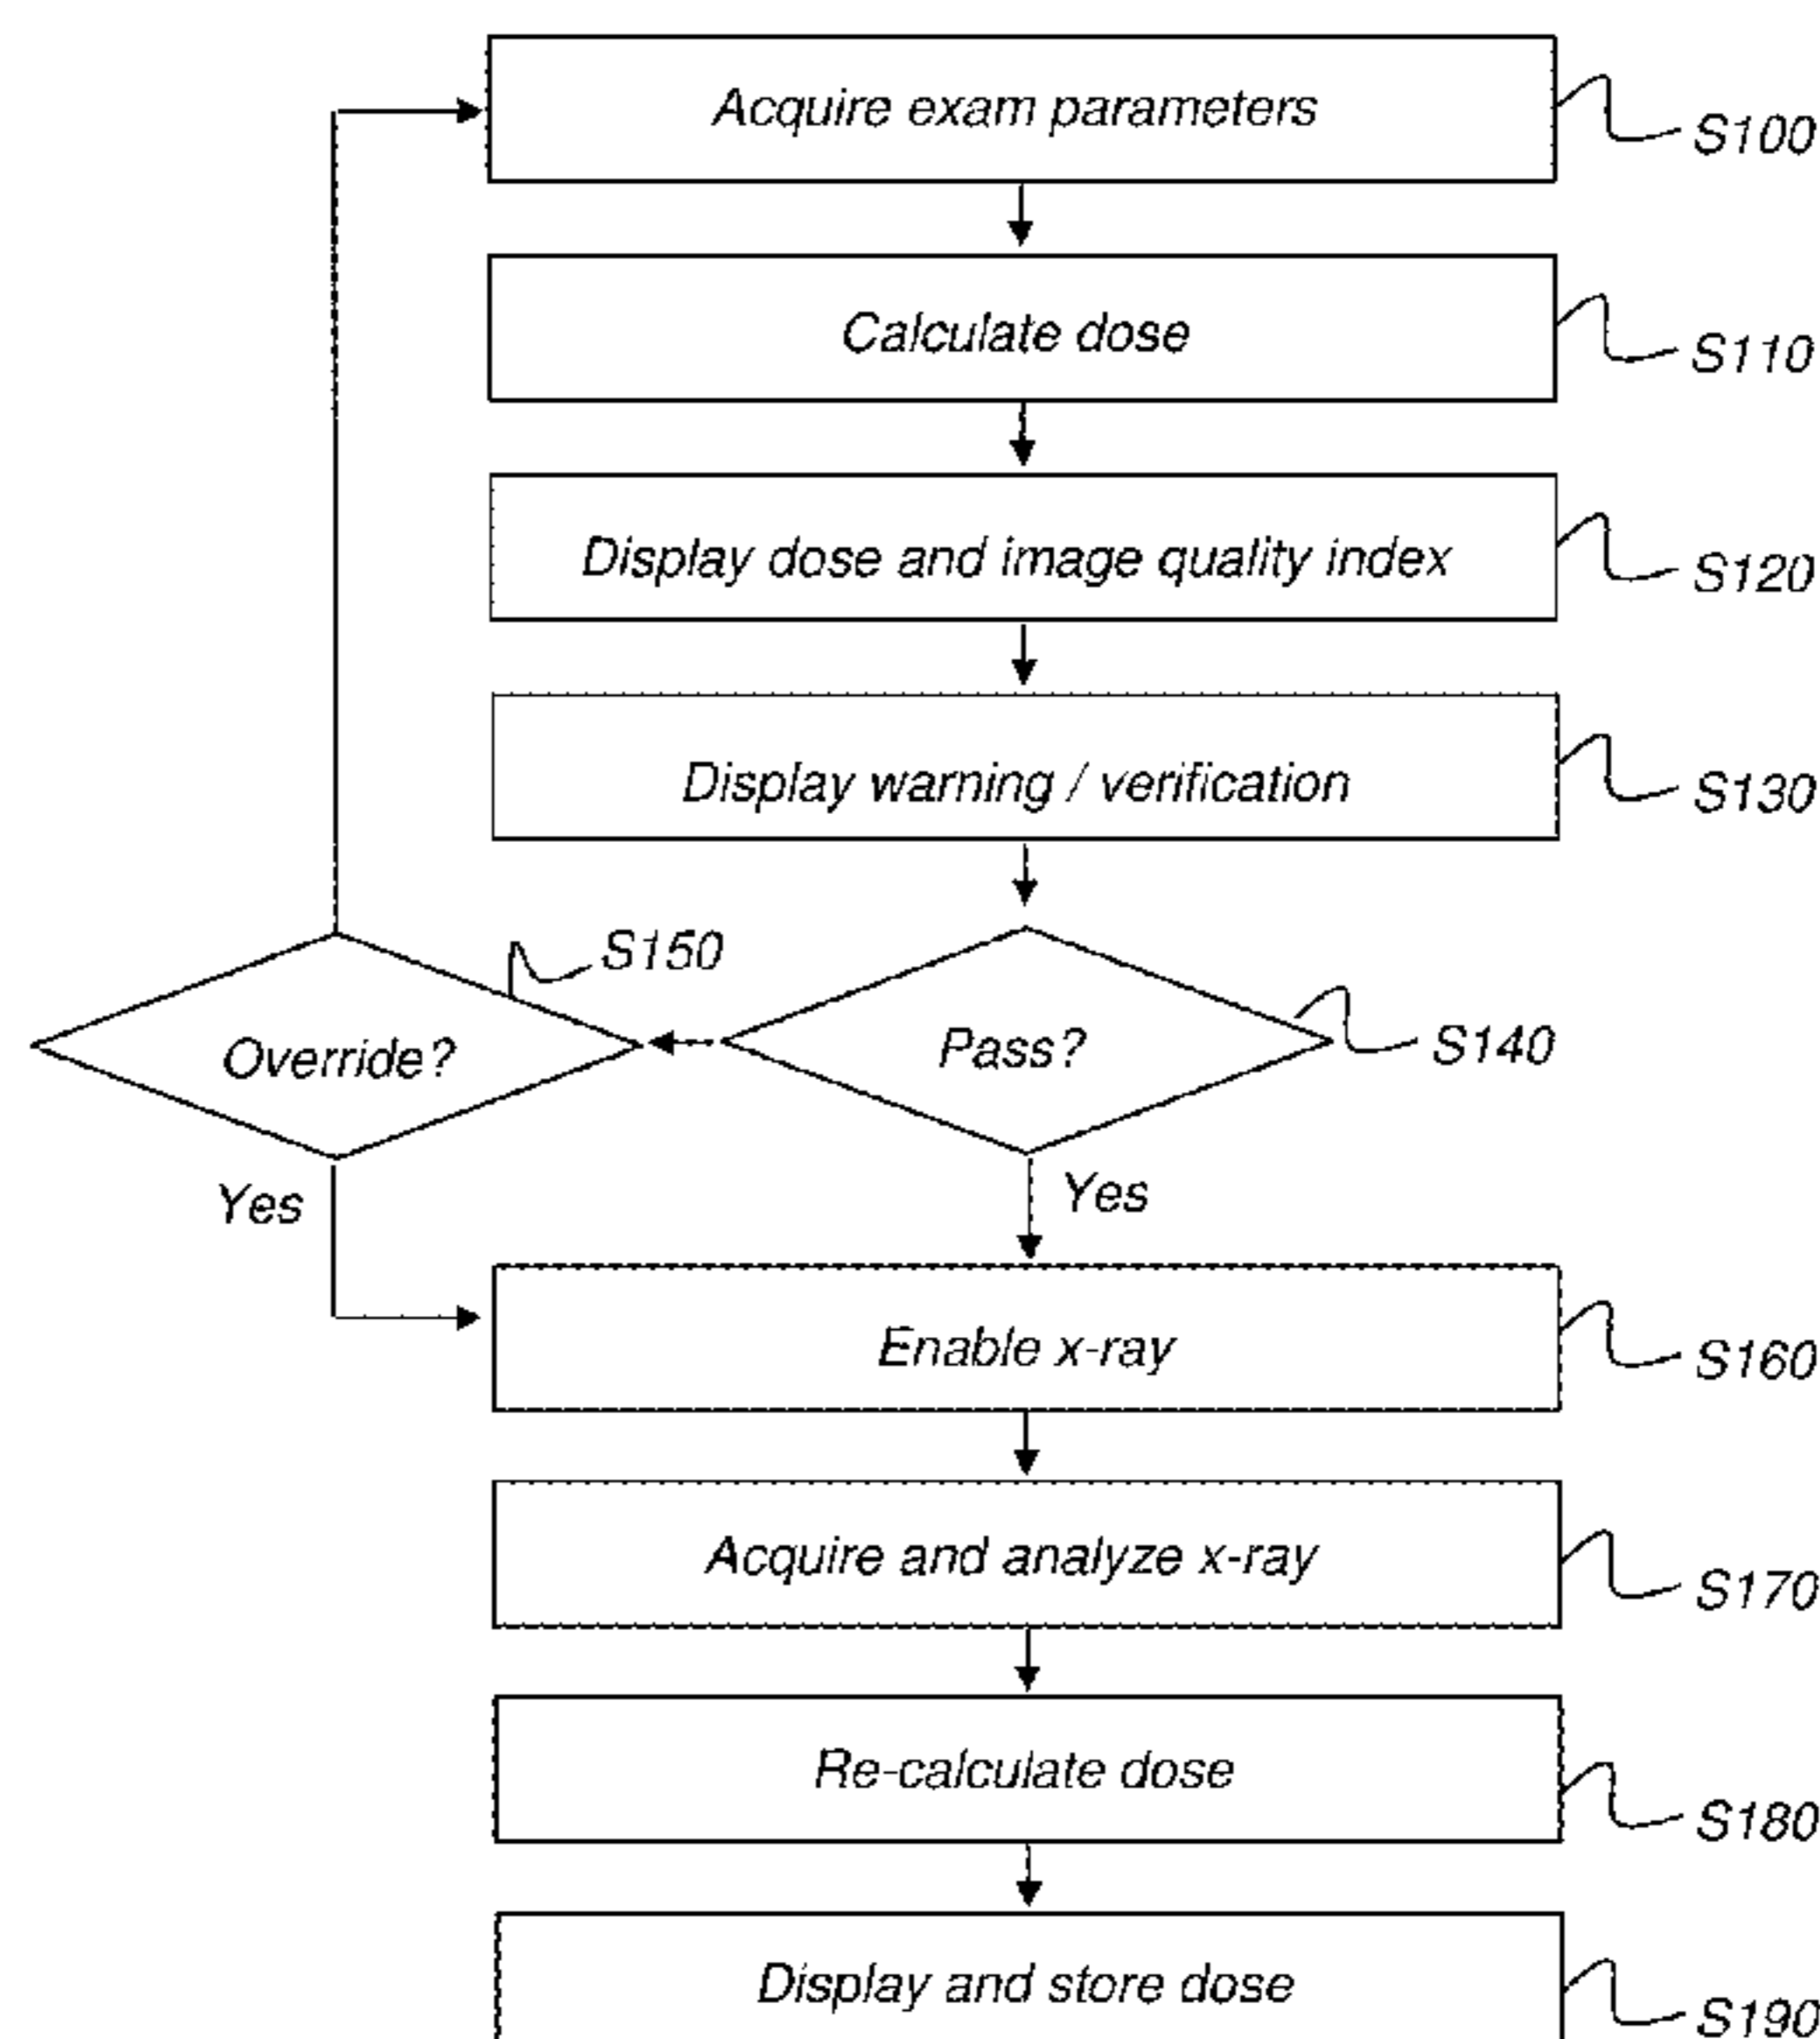 Acquire exam parameters
S100
Calculate dose
S110
Display dose and image quality index
S120
Display warning / verification
S130
S150
Override?
Pass?
S140
Yes
Yes
Enable x-ray
S160
Acquire and analyze x-ray
S170
Re-calculate dose
S180
Display and store dose
S190